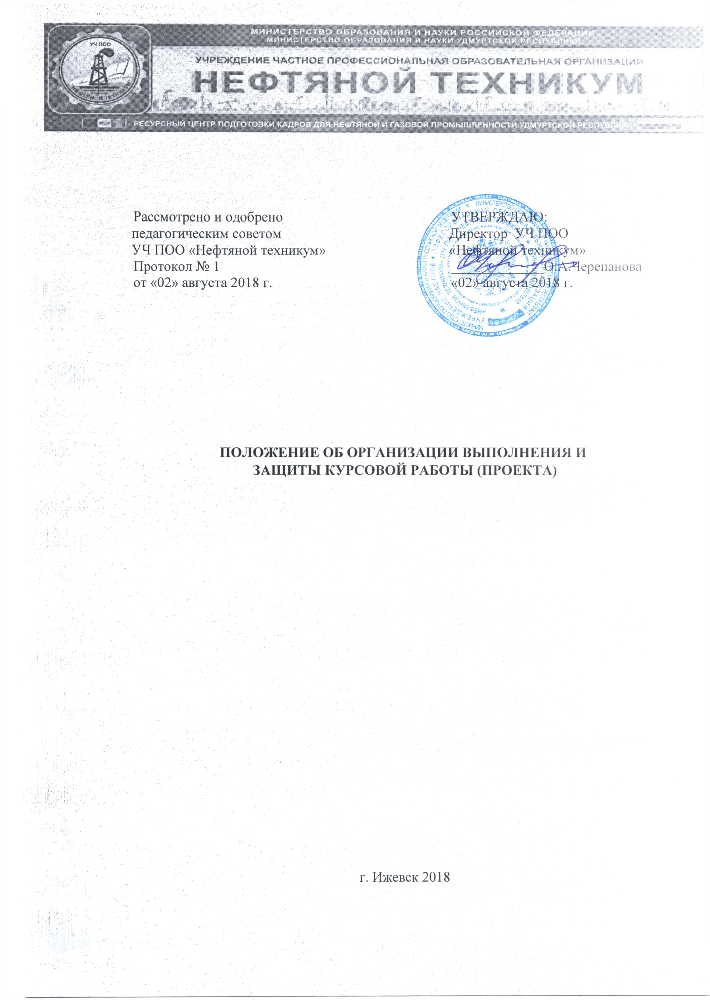 МИНИСТЕРСТВО ОБРАЗОВАНИЯ И НАУКИ РОССИЙСКОЙ ФЕДЕРАЦИИ
МИНИСТЕРСТВО ОБРАЗОВАНИЯ И НАУКИ УДМУРТСКОЙ РЕСПУБЛИКИ
УЧ ПОО
"НЕФТЯНОЙ ТЕХНИКУМ"
УЧРЕЖДЕНИЕ ЧАСТНОЕ ПРОФЕССИОНАЛЬНАЯ ОБРАЗОВАТЕЛЬНАЯ ОРГАНИЗАЦИЯ
НЕФТЯНОЙ ТЕХНИКУМ
РЕСУРСНЫЙ ЦЕНТР ПОДГОТОВКИ КАДРОВ ДЛЯ НЕФТЯНОЙ И ГАЗОВОЙ ПРОМЫШЛЕННОСТИ УДМУРТСКОЙ РЕСПУБЛИКИ
Рассмотрено и одобрено
педагогическим советом
УЧ ПОО «Нефтяной техникум»
Протокол № 1
от «02» августа 2018 г.
УТВЕРЖДАЮ:
Директор УЧ ПОО
«Нефтяной техникум»
О.А.Черепанова
«02» августа 2018 г.
ПОЛОЖЕНИЕ ОБ ОРГАНИЗАЦИИ ВЫПОЛНЕНИЯ И
ЗАЩИТЫ КУРСОВОЙ РАБОТЫ (ПРОЕКТА)
г. Ижевск 2018